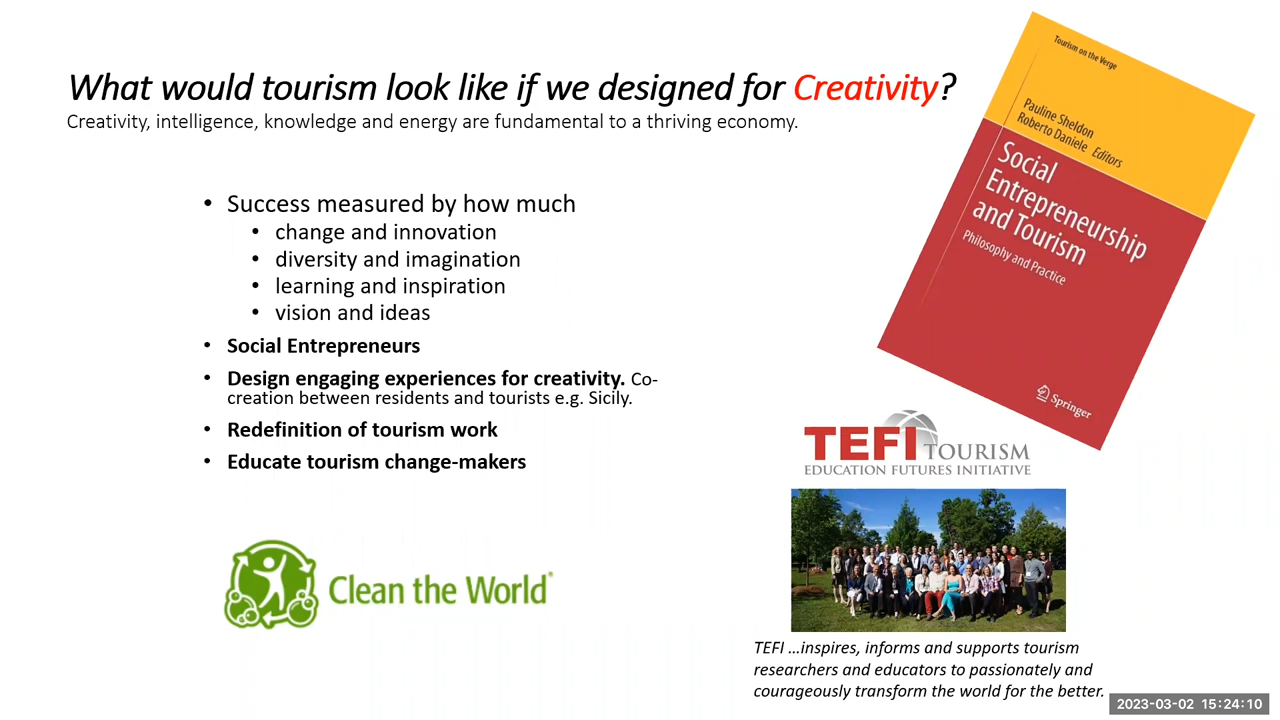 What would tourism look like if we designed for Creativity?
Creativity, intelligence, knowledge and energy are fundamental to a thriving economy.
• Success measured by how much
• change and innovation
• diversity and imagination
• learning and inspiration
• vision and ideas
• Social Entrepreneurs
• Design engaging experiences for creativity. Co-
creation between residents and tourists e.g. Sicily.
• Redefinition of tourism work
• Educate tourism change-makers
Clean the World®
Tourism on the Verge
Pauline Sheldon
Roberto Daniele Editors
Social
Entrepreneurship
and Tourism
Philosophy and Practice
Springer
TEFI TOURISM
EDUCATION FUTURES INITIATIVE
TEFI …inspires, informs and supports tourism
researchers and educators to passionately and
courageously transform the world for the better.
2023-03-02 15:24:10